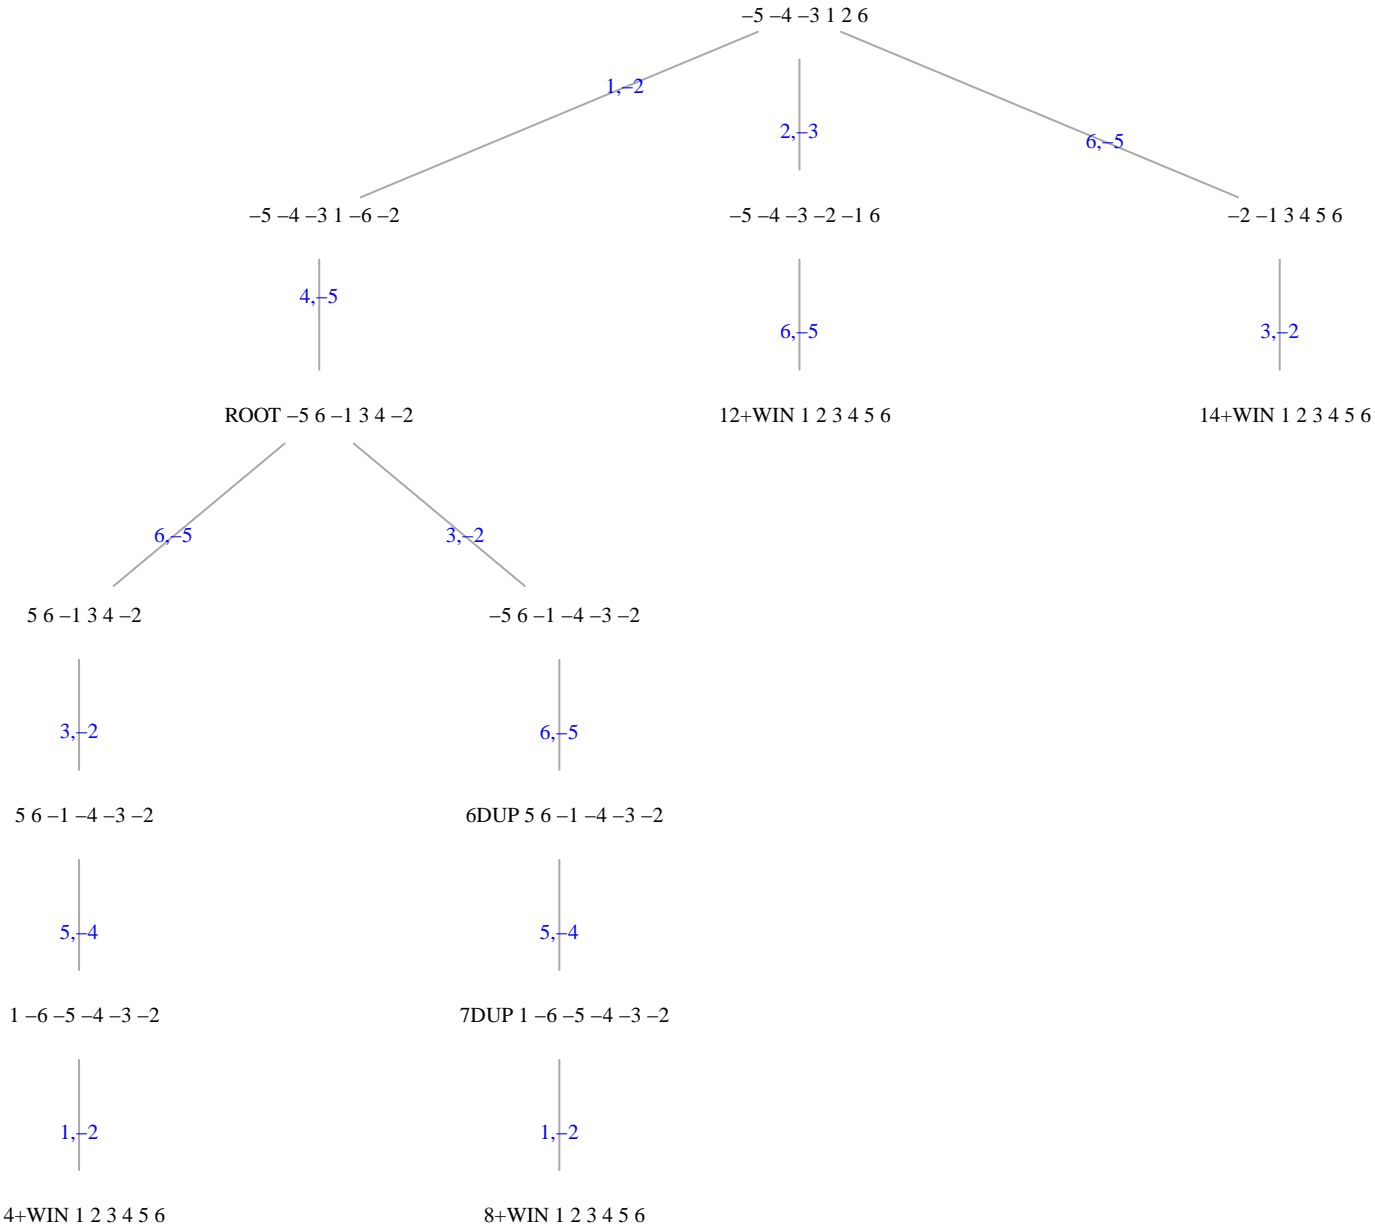 –5 –4 –3 1 2 6
1,–2
2,–3
6,–5
–5 –4 –3 1 –6 –2
–5 –4 –3 –2 –1 6
–2 –1 3 4 5 6
4,–5
6,–5
3,–2
ROOT –5 6 –1 3 4 –2
12+WIN 1 2 3 4 5 6
14+WIN 1 2 3 4 5 6
6,–5
3,–2
5 6 –1 3 4 –2
–5 6 –1 –4 –3 –2
3,–2
6,–5
5 6 –1 –4 –3 –2
6DUP 5 6 –1 –4 –3 –2
5,–4
5,–4
1 –6 –5 –4 –3 –2
7DUP 1 –6 –5 –4 –3 –2
1,–2
1,–2
4+WIN 1 2 3 4 5 6
8+WIN 1 2 3 4 5 6